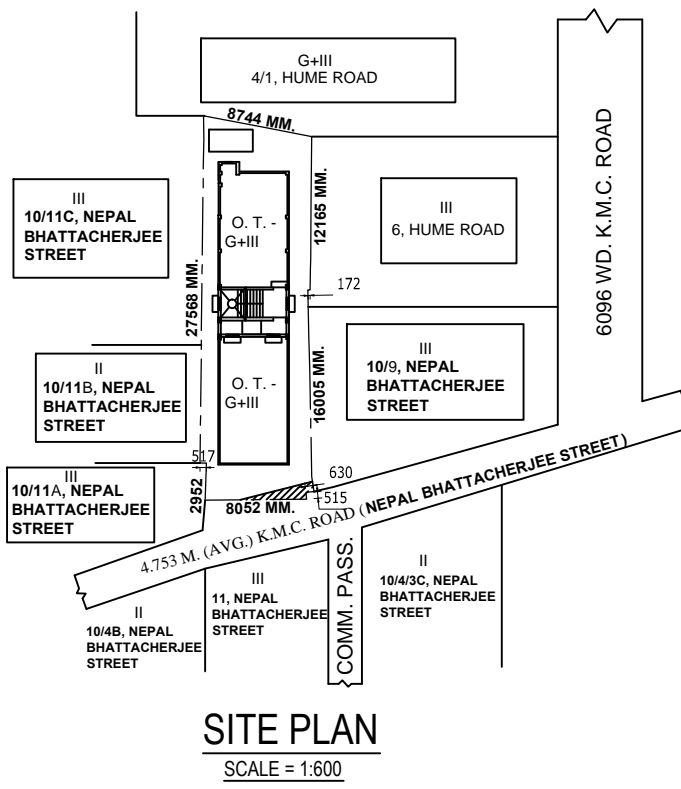 G+III
4/1, HUME ROAD
8744 MM.
III
10/11C, NEPAL
BHATTACHERJEE
STREET
O. T. -
G+III
12165 MM.
III
6, HUME ROAD
6096 WD. K.M.C. ROAD
27568 MM.
172
II
10/11B, NEPAL
BHATTACHERJEE
STREET
O. T. -
G+III
16005 MM.
III
10/9, NEPAL
BHATTACHERJEE
STREET
517
III
10/11A, NEPAL
BHATTACHERJEE
STREET
2952
8052 MM.
630
515
4.753 M. (AVG.) K.M.C. ROAD (NEPAL BHATTACHERJEE STREET)
II
10/4B, NEPAL
BHATTACHERJEE
STREET
III
11, NEPAL
BHATTACHERJEE
STREET
COMM. PASS.
II
10/4/3C, NEPAL
BHATTACHERJEE
STREET
SITE PLAN
SCALE = 1:600